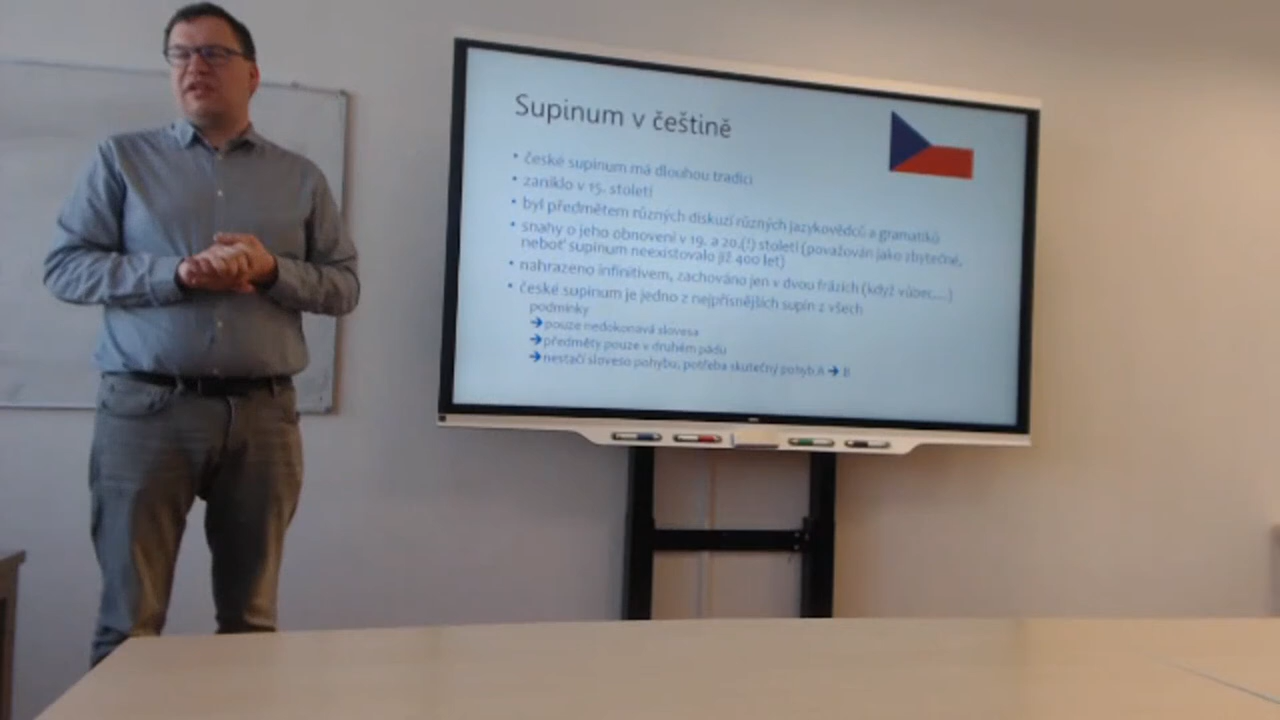 Supinum v češtině
• české supinum má dlouhou tradici
• zaniklo v 15. století
• byl předmětem různých diskuzí různých jazykovědců a gramatiků
• snahy o jeho obnovení v 19. a 20.(!) století (považován jako zbytečné,
neboť supinum neexistovalo již 400 let)
• nahrazeno infinitivem, zachováno jen v dvou frázích (když vůbec,...)
• české supinum je jedno z nejpřísnějších supin z všech
podmínky
→ pouze nedokonavá slovesa
→ předměty pouze v druhém pádu
→ nestačí sloveso pohybu, potřeba skutečný pohyb A → B